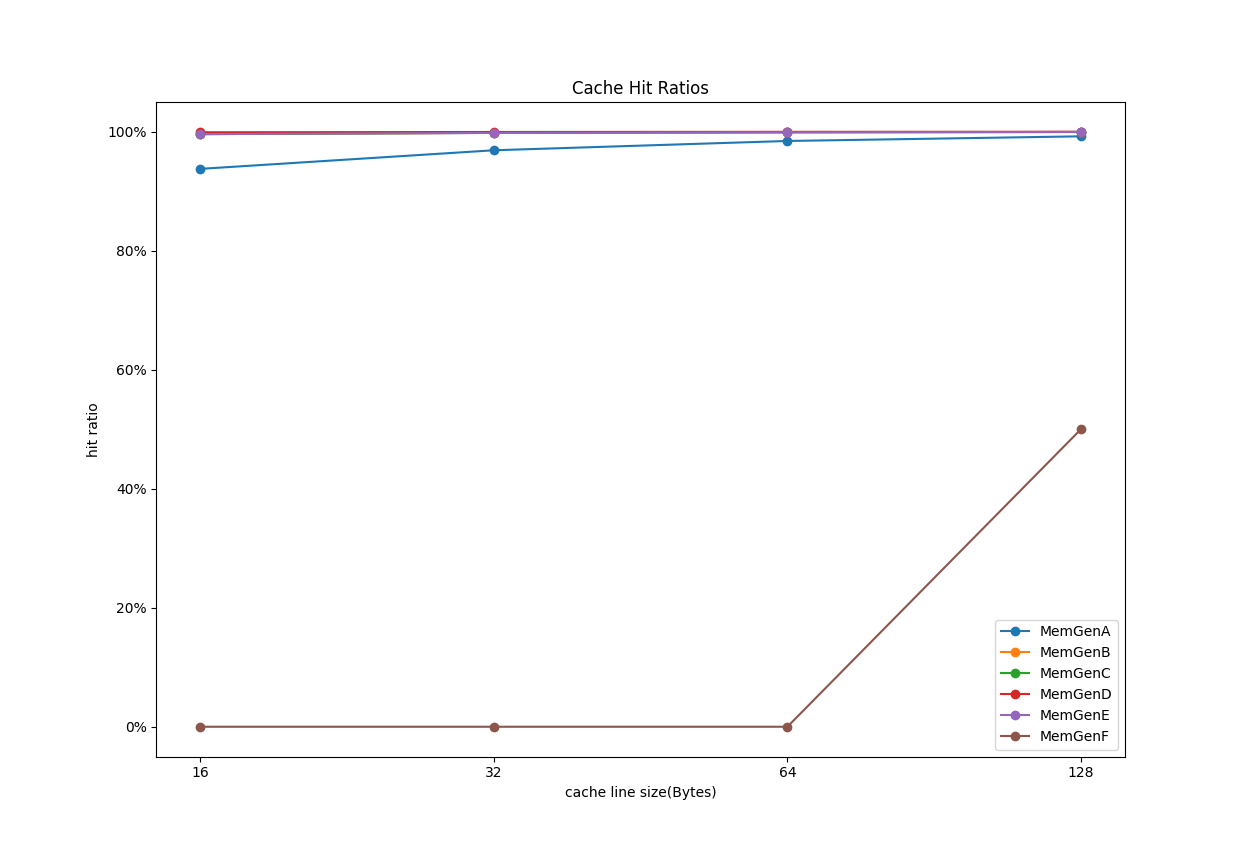 Cache Hit Ratios
100%
80%
60%
40%
20%
0%
hit ratio
16 32 64 128
cache line size(Bytes)
MemGenA
MemGenB
MemGenC
MemGenD
MemGenE
MemGenF